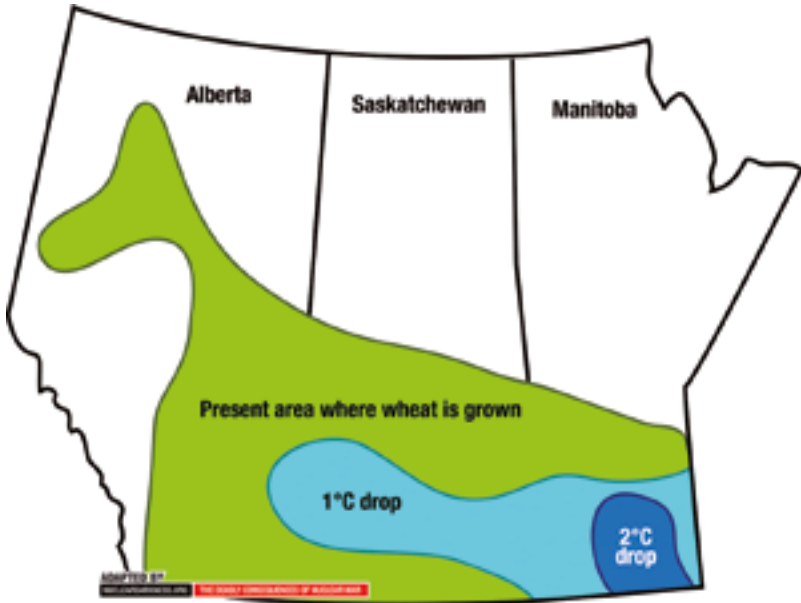 Alberta
Saskatchewan
Manitoba
Present area where wheat is grown
1°C drop
2°C
drop
ADAPTED BY
THE DEADLY CONSEQUENCES OF NUCLEAR WAR